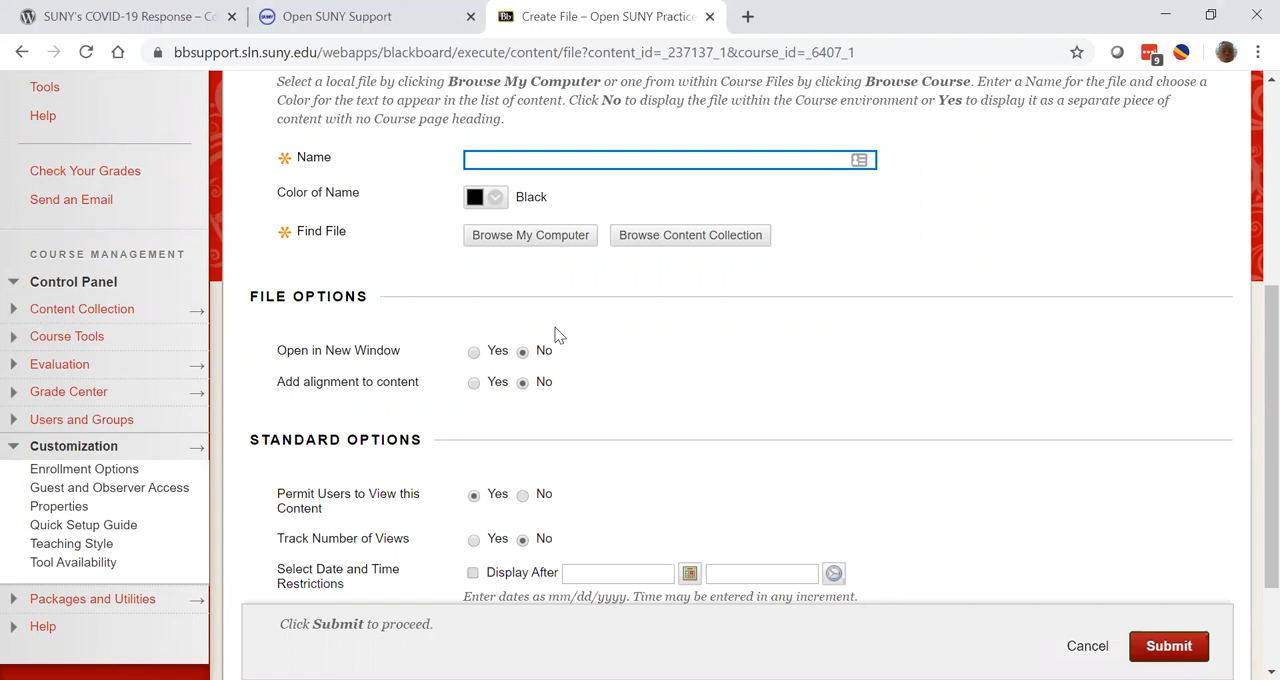 SUNY's COVID-19 Response – Co
Open SUNY Support
Bb
Create File – Open SUNY Practice
bbsupport.sln.suny.edu/webapps/blackboard/execute/content/file?content_id=_237137_1&course_id=_6407_1
9
Tools
Help
Check Your Grades
Send an Email
COURSE MANAGEMENT
Control Panel
Content Collection
Course Tools
Evaluation
Grade Center
Users and Groups
Customization
Enrollment Options
Guest and Observer Access
Properties
Quick Setup Guide
Teaching Style
Tool Availability
Packages and Utilities
Help
Select a local file by clicking Browse My Computer or one from within Course Files by clicking Browse Course. Enter a Name for the file and choose a
Color for the text to appear in the list of content. Click No to display the file within the Course environment or Yes to display it as a separate piece of
content with no Course page heading.
Name
Color of Name
Black
Find File
Browse My Computer
Browse Content Collection
FILE OPTIONS
Open in New Window
Yes No
Add alignment to content
Yes No
STANDARD OPTIONS
Permit Users to View this
Content
Yes No
Track Number of Views
Yes No
Select Date and Time
Restrictions
Display After
Enter dates as mm/dd/yyyy. Time may be entered in any increment.
Click Submit to proceed.
Cancel
Submit